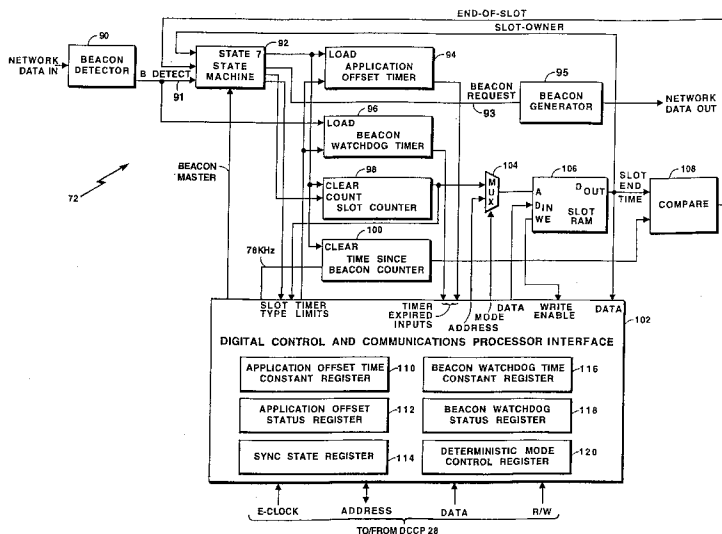 END-OF-SLOT
SLOT-OWNER
90
92
94
NETWORK
DATA IN
BEACON
DETECTOR
B DETECT
91
STATE 7
STATE
MACHINE
LOAD
APPLICATION
OFFSET TIMER
95
BEACON
REQUEST
93
BEACON
GENERATOR
NETWORK
DATA OUT
96
LOAD
BEACON
WATCHDOG TIMER
72
BEACON
MASTER
98
CLEAR
COUNT
SLOT COUNTER
104
MUX
106
A
DIN
WE
DOUT
SLOT
RAM
SLOT
END
TIME
108
COMPARE
100
76KHz
CLEAR
TIME SINCE
BEACON COUNTER
SLOT
TYPE
TIMER
LIMITS
TIMER
EXPIRED
INPUTS
MODE
ADDRESS
DATA
WRITE
ENABLE
DATA
102
DIGITAL CONTROL AND COMMUNICATIONS PROCESSOR INTERFACE
APPLICATION OFFSET TIME
CONSTANT REGISTER
110
BEACON WATCHDOG TIME
CONSTANT REGISTER
116
APPLICATION OFFSET
STATUS REGISTER
112
BEACON WATCHDOG
STATUS REGISTER
118
SYNC STATE REGISTER
114
DETERMINISTIC MODE
CONTROL REGISTER
120
E-CLOCK
ADDRESS
DATA
R/W
TO/FROM DCCP 28